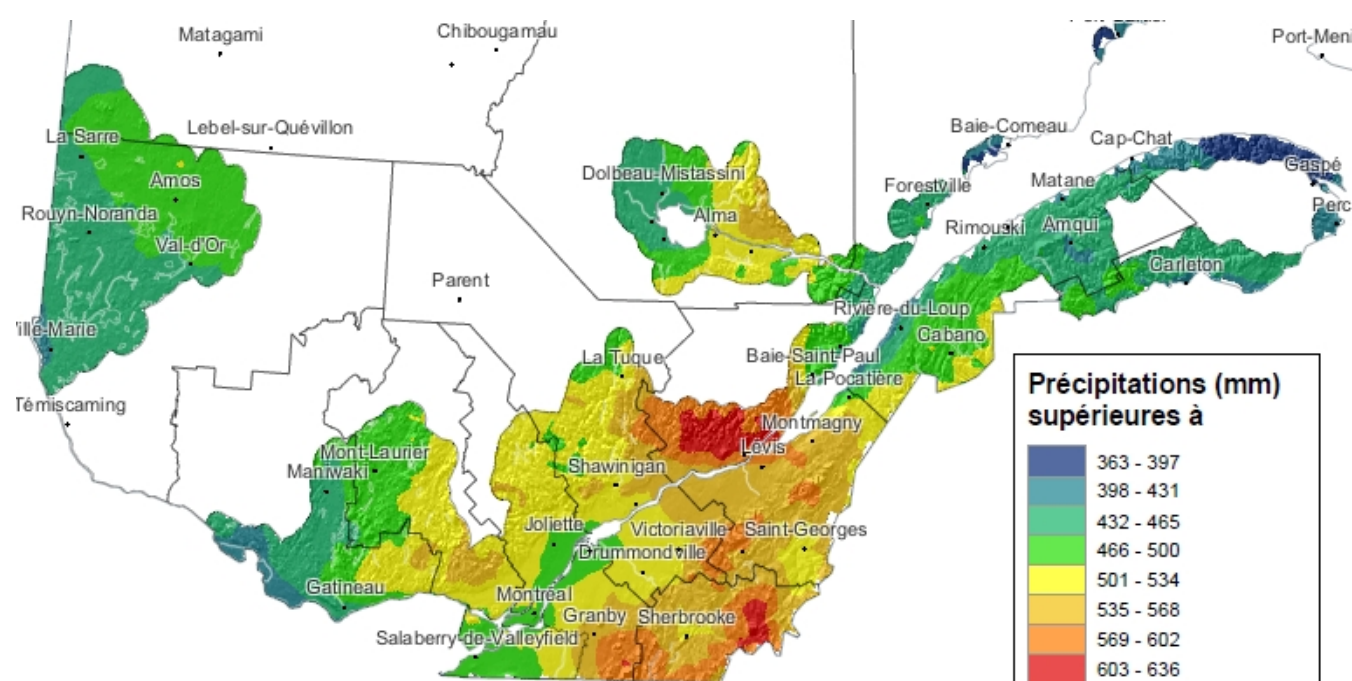 Matagami
Chibougamau
Port-Meni
La Sarre
Lebel-sur-Quévillon
Baie-Comeau
Cap-Chat
Gaspé
Amos
Dolbeau-Mistassini
Forestville
Matane
Rouyn-Noranda
Alma
Rimouski
Amqui
Perc
Val-d'Or
Carleton
Parent
Rivière-du-Loup
ille-Marie
Cabano
La Tuque
Baie-Saint-Paul
La Pocatière
Témiscaming
Montmagny
Mont-Laurier
Lévis
Maniwaki
Shawinigan
Joliette
Victoriaville
Saint-Georges
Drummondville
Gatineau
Montréal
Granby
Sherbrooke
Salaberry-de-Valleyfield
Précipitations (mm)
supérieures à
363 - 397
398 - 431
432 - 465
466 - 500
501 - 534
535 - 568
569 - 602
603 - 636